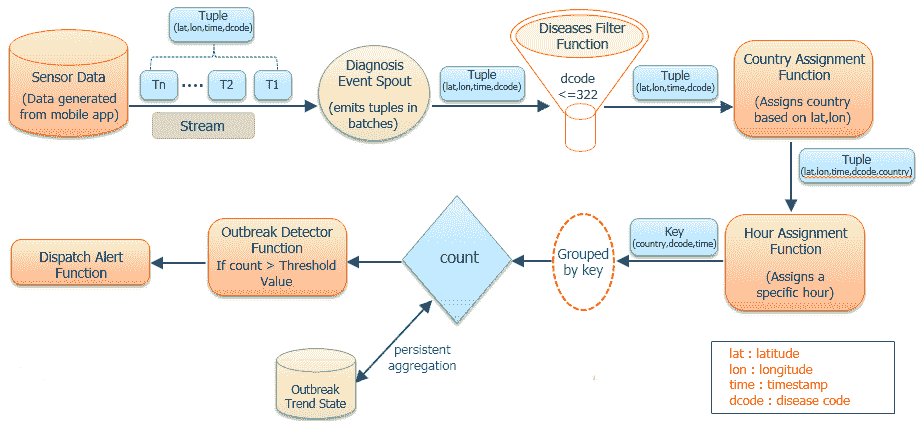 Tuple
(lat,lon,time,dcode)
Sensor Data
(Data generated
from mobile app)
Tn
T2
T1
Stream
Diagnosis
Event Spout
(emits tuples in
batches)
Tuple
(lat,lon,time,dcode)
Diseases Filter
Function
dcode
<=322
Tuple
(lat,lon,time,dcode)
Country Assignment
Function
(Assigns country
based on lat,lon)
Tuple
(lat,lon,time,dcode,country)
Hour Assignment
Function
(Assigns a
specific hour)
Key
(country,dcode,time)
Grouped
by key
count
Outbreak Detector
Function
If count > Threshold
Value
Dispatch Alert
Function
persistent
aggregation
Outbreak
Trend State
lat : latitude
lon : longitude
time : timestamp
dcode : disease code